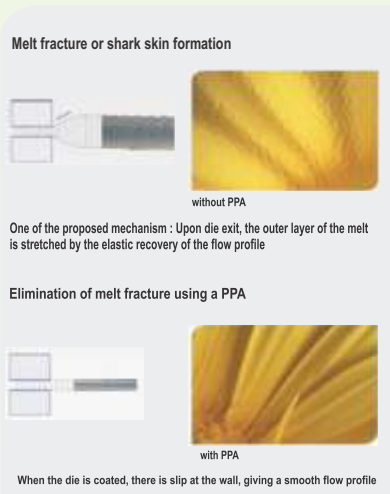 Melt fracture or shark skin formation
without PPA
One of the proposed mechanism : Upon die exit, the outer layer of the melt
is stretched by the elastic recovery of the flow profile
Elimination of melt fracture using a PPA
with PPA
When the die is coated, there is slip at the wall, giving a smooth flow profile